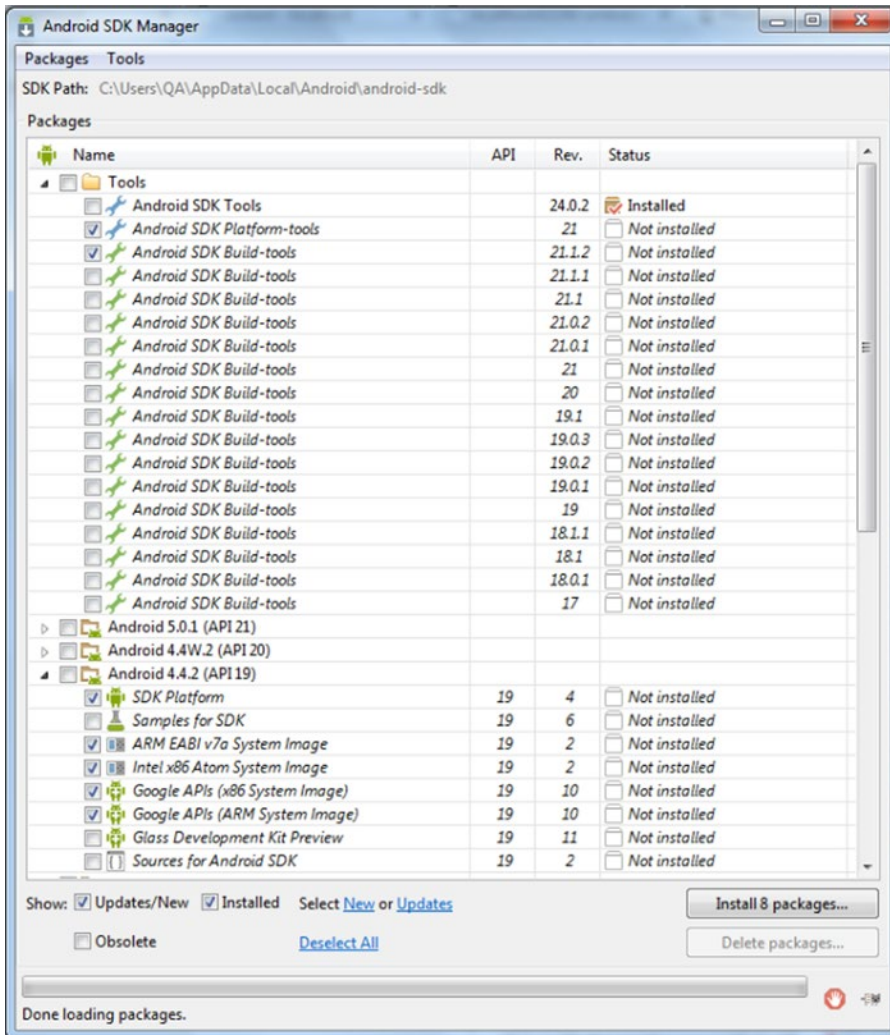 Android SDK Manager
Packages Tools
SDK Path: C:\Users\QA\AppData\Local\Android\android-sdk
Packages
Name API Rev. Status
Tools
Android SDK Tools 24.0.2 Installed
Android SDK Platform-tools 21 Not installed
Android SDK Build-tools 21.1.2 Not installed
Android SDK Build-tools 21.1.1 Not installed
Android SDK Build-tools 21.1 Not installed
Android SDK Build-tools 21.0.2 Not installed
Android SDK Build-tools 21.0.1 Not installed
Android SDK Build-tools 21 Not installed
Android SDK Build-tools 20 Not installed
Android SDK Build-tools 19.1 Not installed
Android SDK Build-tools 19.0.3 Not installed
Android SDK Build-tools 19.0.2 Not installed
Android SDK Build-tools 19.0.1 Not installed
Android SDK Build-tools 19 Not installed
Android SDK Build-tools 18.1.1 Not installed
Android SDK Build-tools 18.1 Not installed
Android SDK Build-tools 18.0.1 Not installed
Android SDK Build-tools 17 Not installed
Android 5.0.1 (API 21)
Android 4.4W.2 (API 20)
Android 4.4.2 (API 19)
SDK Platform 19 4 Not installed
Samples for SDK 19 6 Not installed
ARM EABI v7a System Image 19 2 Not installed
Intel x86 Atom System Image 19 2 Not installed
Google APIs (x86 System Image) 19 10 Not installed
Google APIs (ARM System Image) 19 10 Not installed
Glass Development Kit Preview 19 11 Not installed
Sources for Android SDK 19 2 Not installed
Show: Updates/New Installed Select New or Updates Install 8 packages...
Obsolete Deselect All Delete packages...
Done loading packages.